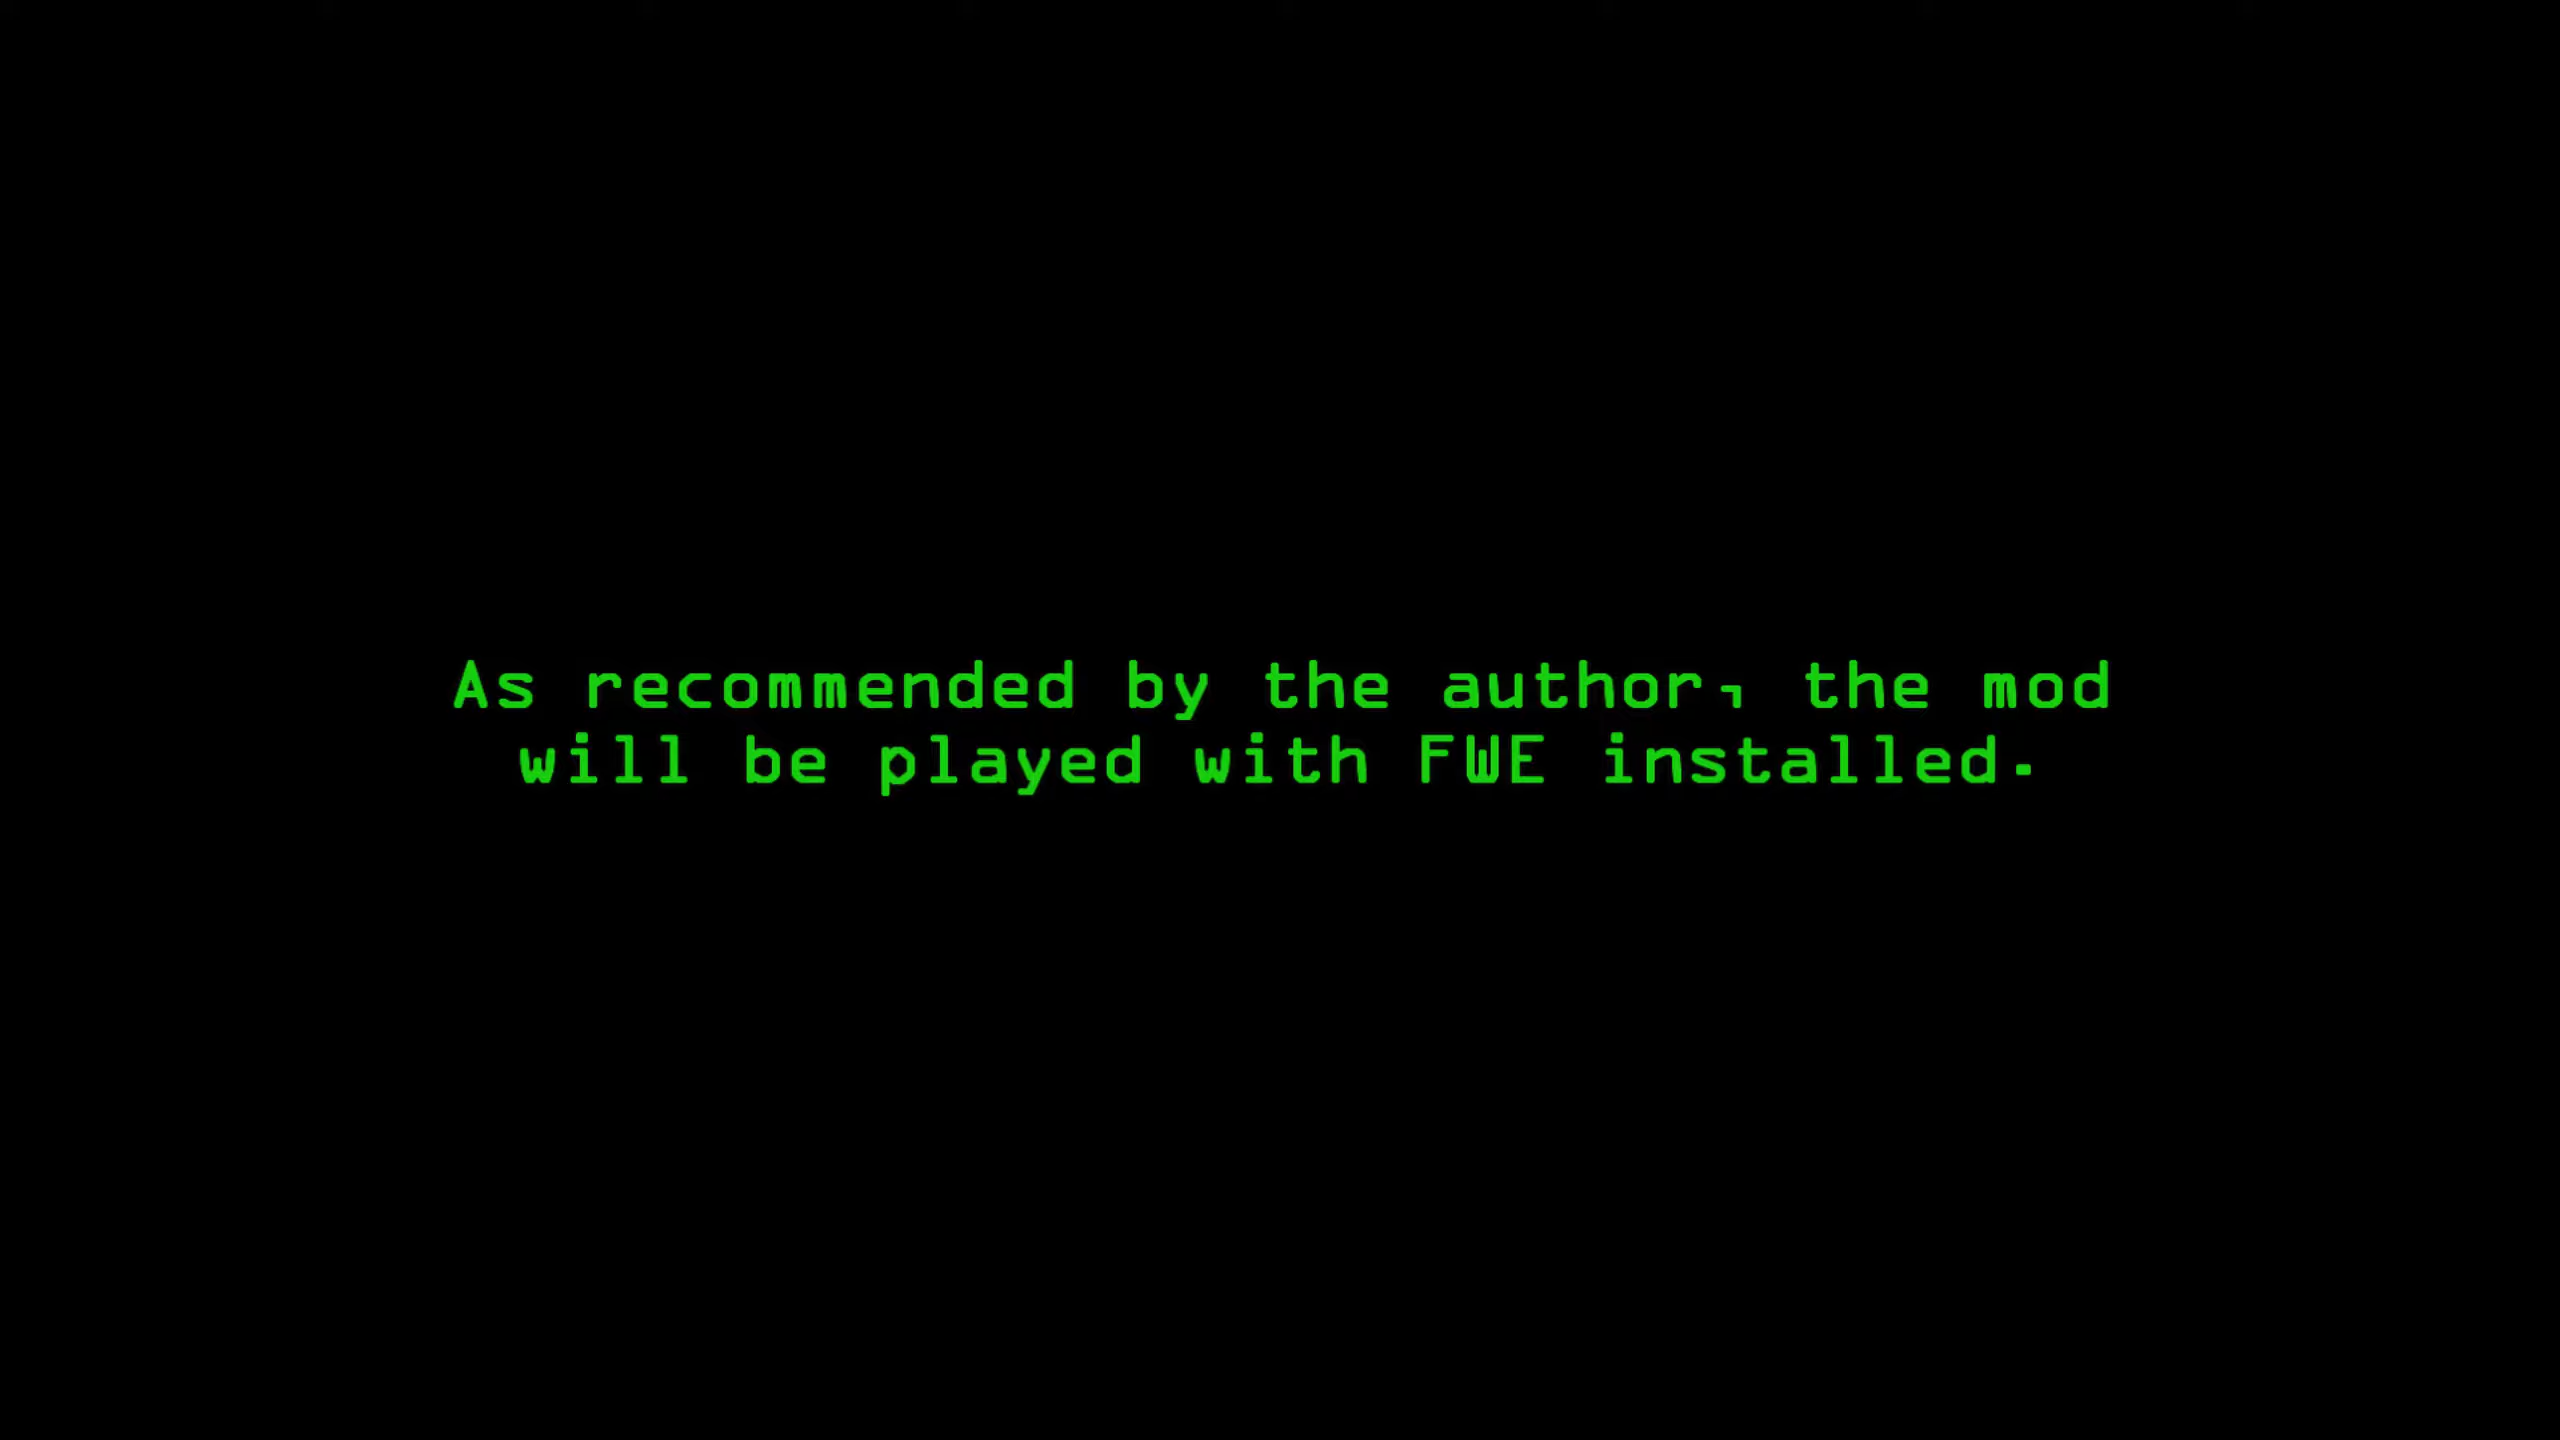 As recommended by the author, the mod
will be played with FWE installed.